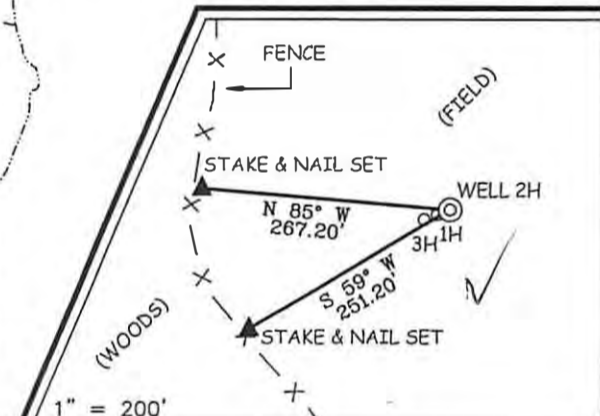 FENCE
(FIELD)
STAKE & NAIL SET
WELL 2H
N 85° W
267.20'
3H
1H
S 59° W
251.20'
(WOODS)
STAKE & NAIL SET
1" = 200'